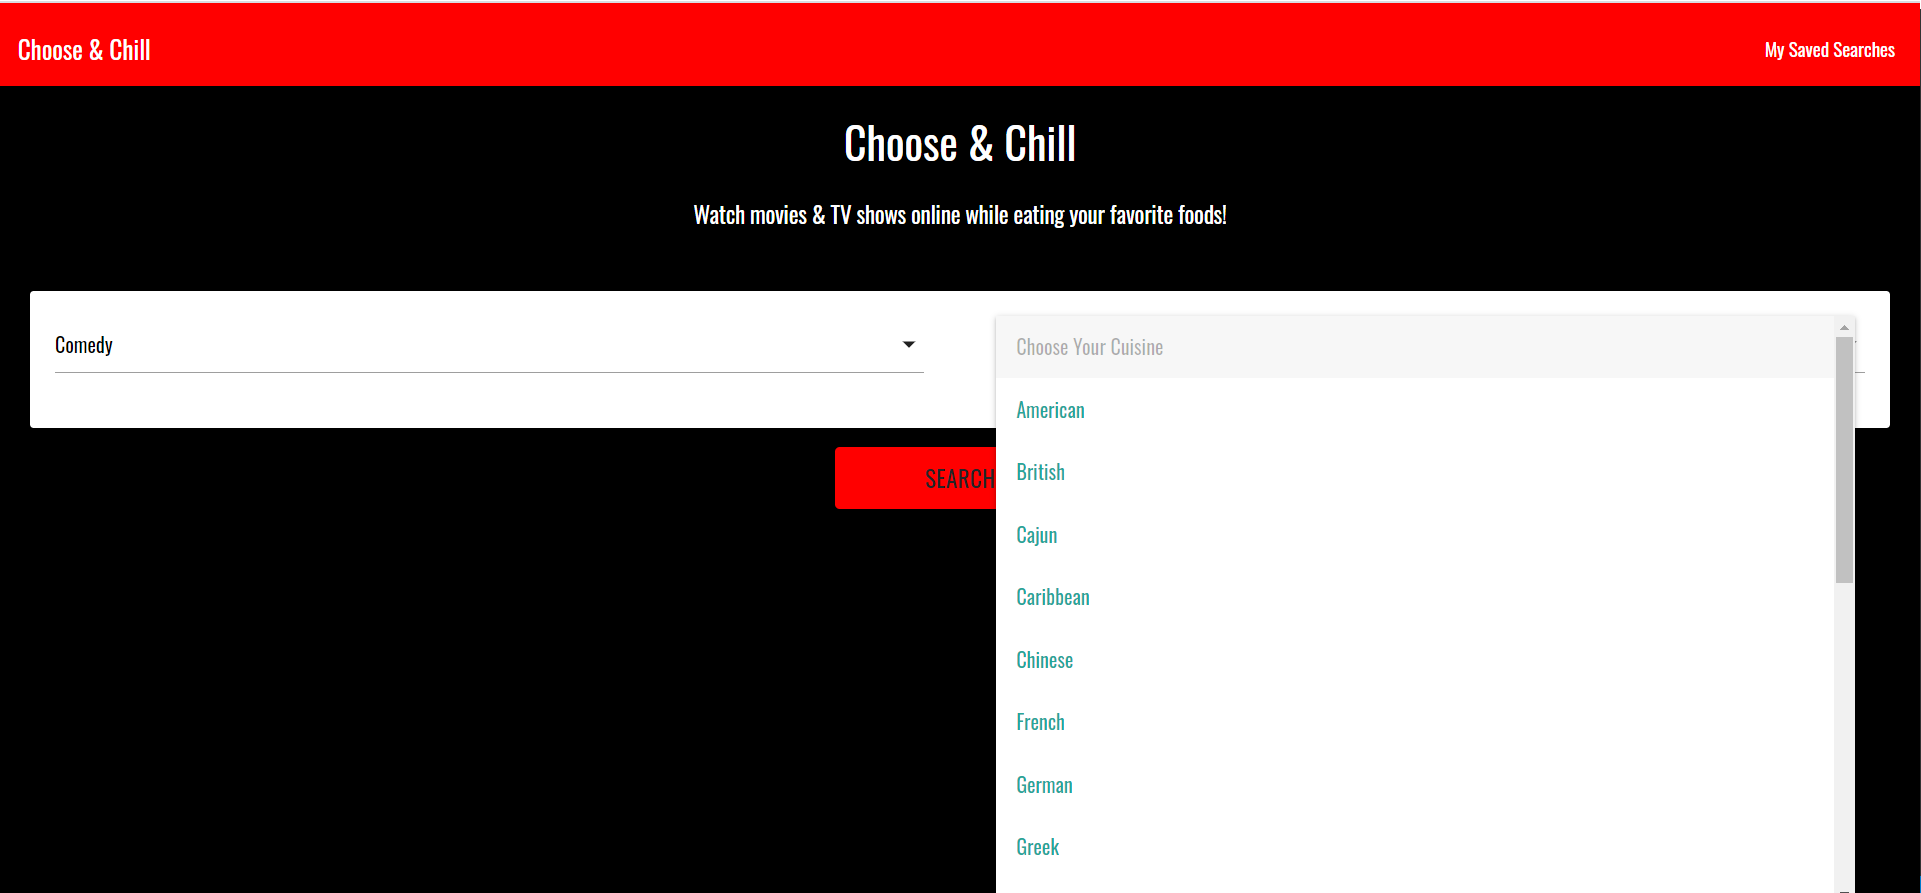 Choose & Chill
My Saved Searches
Choose & Chill
Watch movies & TV shows online while eating your favorite foods!
Comedy
Choose Your Cuisine
American
British
SEARCH
Cajun
Caribbean
Chinese
French
German
Greek